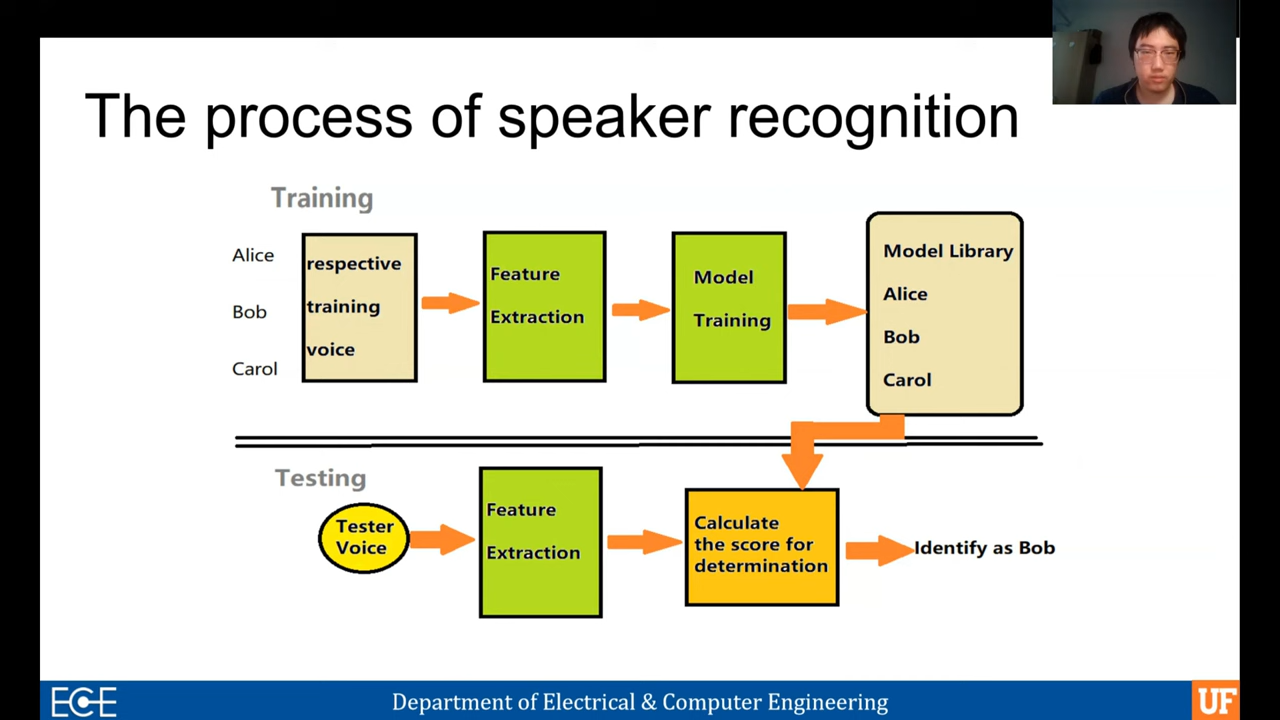 The process of speaker recognition
Training
Alice
Bob
Carol
respective
training
voice
Feature
Extraction
Model
Training
Model Library
Alice
Bob
Carol
Testing
Tester
Voice
Feature
Extraction
Calculate
the score for
determination
Identify as Bob
ECE
Department of Electrical & Computer Engineering
UF